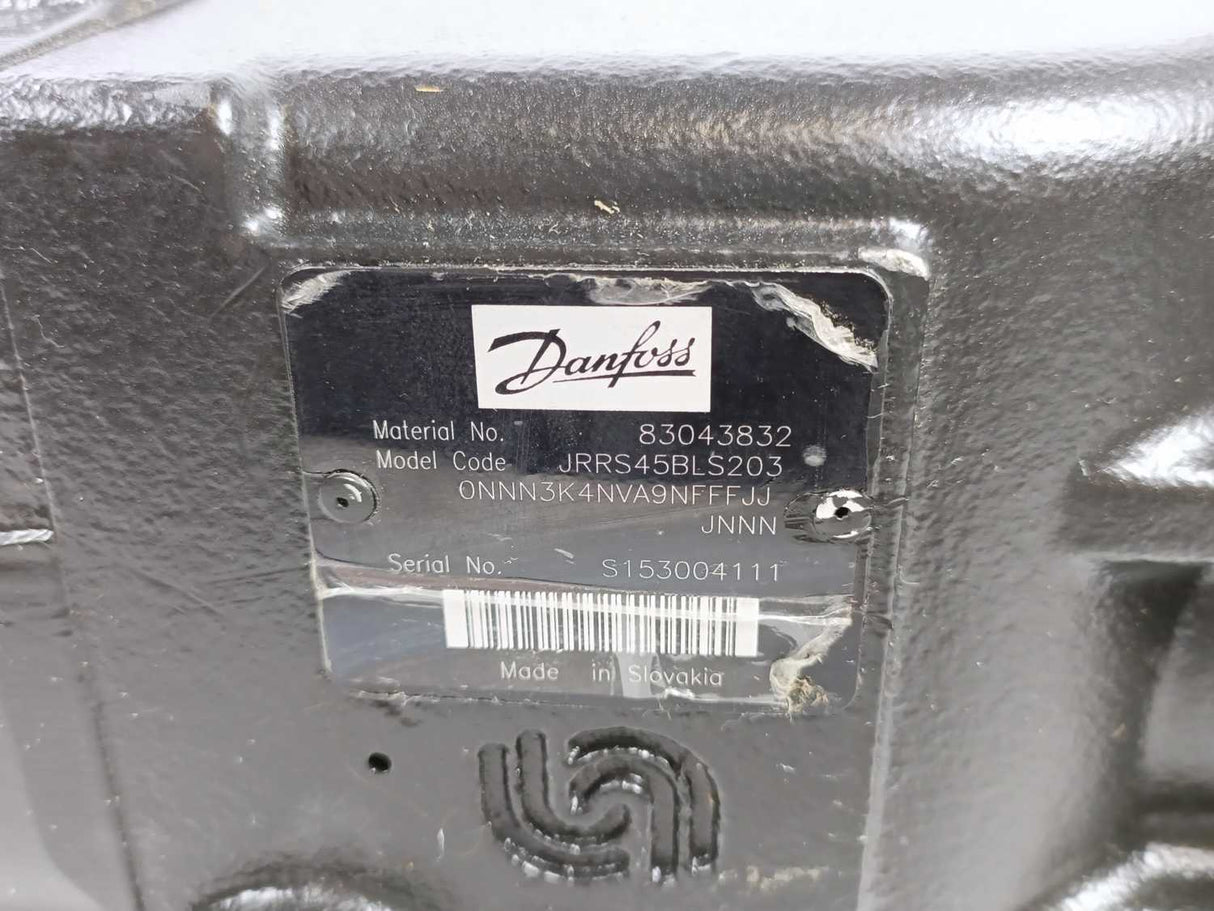 Danfoss
Material No. 83043832
Model Code JRRS45BLS203
0NNN3K4NVA9NFFFJJ
JNNN
Serial No. S153004111
Made in Slovakia